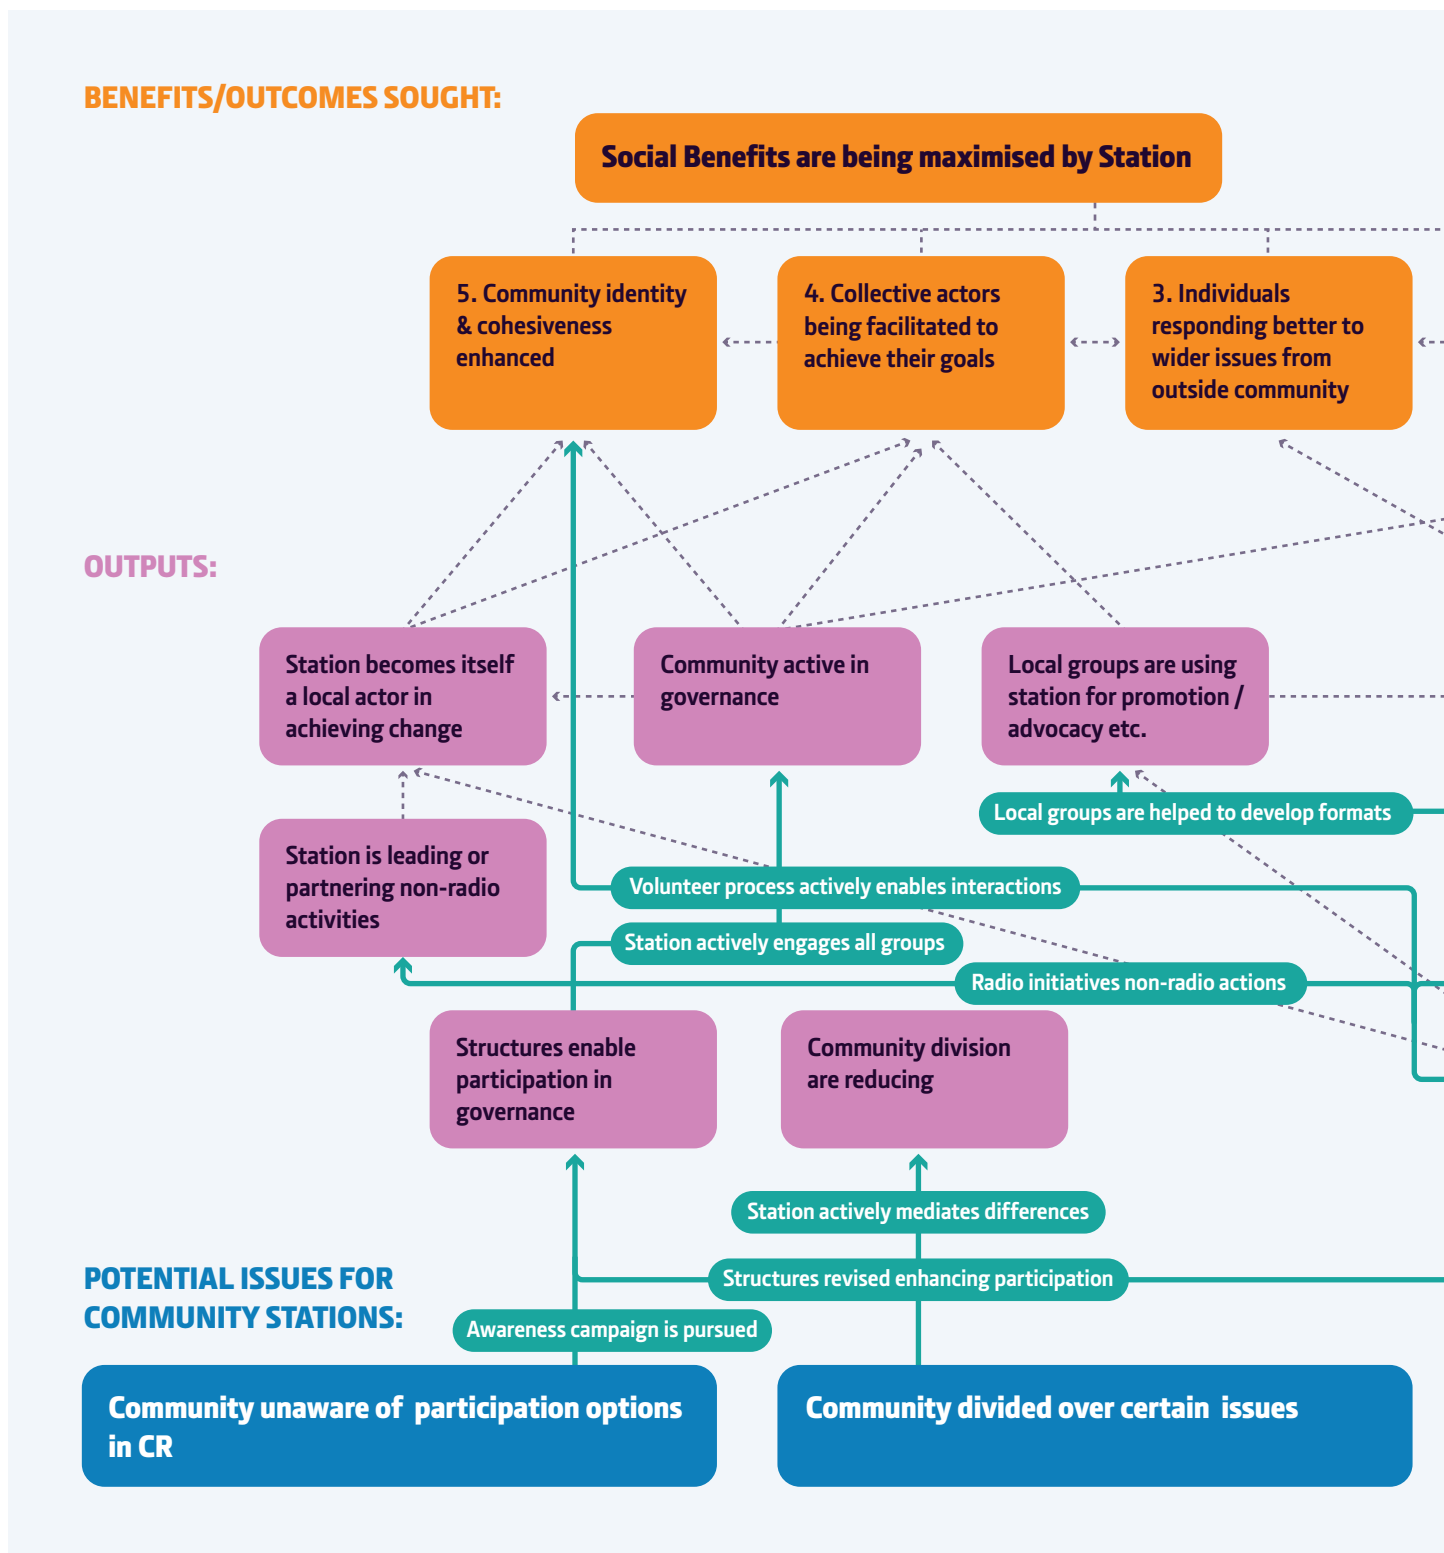 BENEFITS/OUTCOMES SOUGHT:
Social Benefits are being maximised by Station
5. Community identity
& cohesiveness
enhanced
4. Collective actors
being facilitated to
achieve their goals
3. Individuals
responding better to
wider issues from
outside community
OUTPUTS:
Station becomes itself
a local actor in
achieving change
Community active in
governance
Local groups are using
station for promotion /
advocacy etc.
Local groups are helped to develop formats
Station is leading or
partnering non-radio
activities
Volunteer process actively enables interactions
Station actively engages all groups
Radio initiatives non-radio actions
Structures enable
participation in
governance
Community division
are reducing
Station actively mediates differences
Structures revised enhancing participation
POTENTIAL ISSUES FOR
COMMUNITY STATIONS:
Awareness campaign is pursued
Community unaware of participation options
in CR
Community divided over certain issues